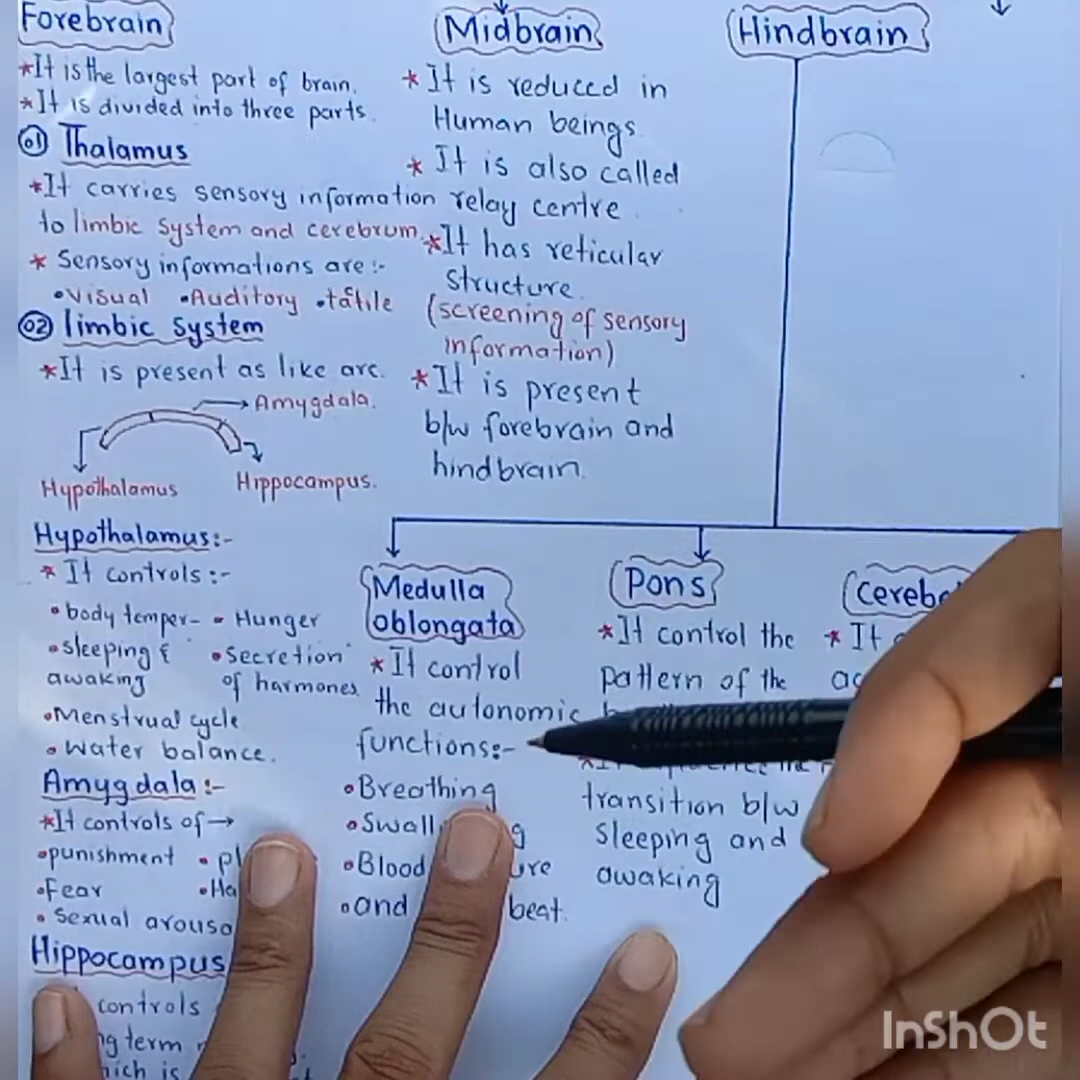 Forebrain
*It is the largest part of brain.
*It is divided into three parts.
01 Thalamus
*It carries sensory information
to limbic system and cerebrum.
* Sensory informations are:-
•Visual •Auditory •tactile
02 limbic system
*It is present as like arc.
Amygdala.
Hypothalamus
Hippocampus.
Hypothalamus:-
* It controls:-
•body temper- • Hunger
•sleeping & •secretion
awaking of harmones.
•Menstrual cycle
• Water balance.
Amygdala:-
*It controls of→
•punishment
•Fear
• Sexual
Hippocampus
controls
term
is
Midbrain
* It is reduced in
Human beings.
* It is also called
relay centre.
*It has reticular
structure.
(screening of sensory
information)
*It is present
b/w forebrain and
hindbrain.
Hindbrain
Medulla
oblongata
*It control
the autonomic
functions:-
•Breathing
•Blood
•and beat.
Pons
*It control the
pattern of the
transition b/w
Sleeping and
awaking
* It
InShOt